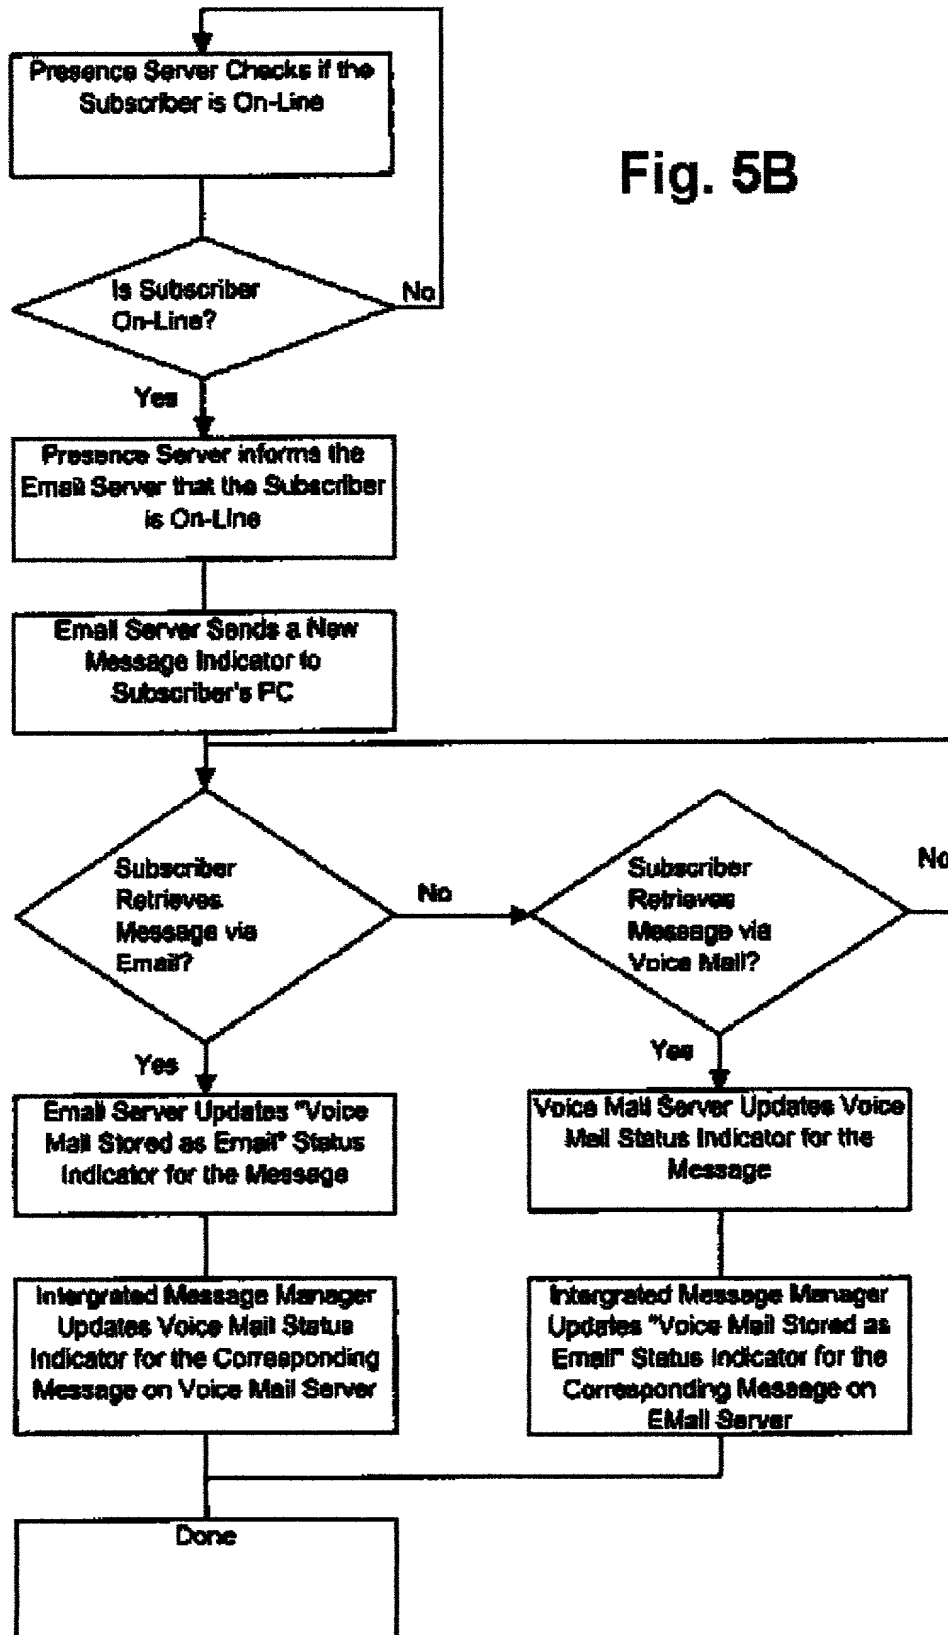 Presence Server Checks if the
Subscriber is On-Line
Fig. 5B
Is Subscriber
On-Line?
No
Yes
Presence Server informs the
Email Server that the Subscriber
is On-Line
Email Server Sends a New
Message Indicator to
Subscriber's PC
Subscriber
Retrieves
Message via
Email?
No
Subscriber
Retrieves
Message via
Voice Mail?
No
Yes
Yes
Email Server Updates "Voice
Mail Stored as Email" Status
Indicator for the Message
Voice Mail Server Updates Voice
Mail Status Indicator for the
Message
Intergrated Message Manager
Updates Voice Mail Status
Indicator for the Corresponding
Message on Voice Mail Server
Intergrated Message Manager
Updates "Voice Mail Stored as
Email" Status Indicator for the
Corresponding Message on
EMail Server
Done